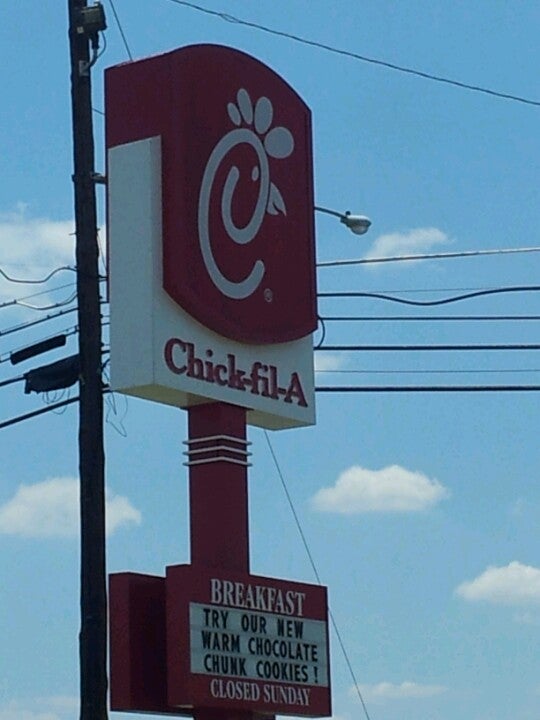 Chick-fil-A
BREAKFAST
TRY OUR NEW
WARM CHOCOLATE
CHUNK COOKIES!
CLOSED SUNDAY